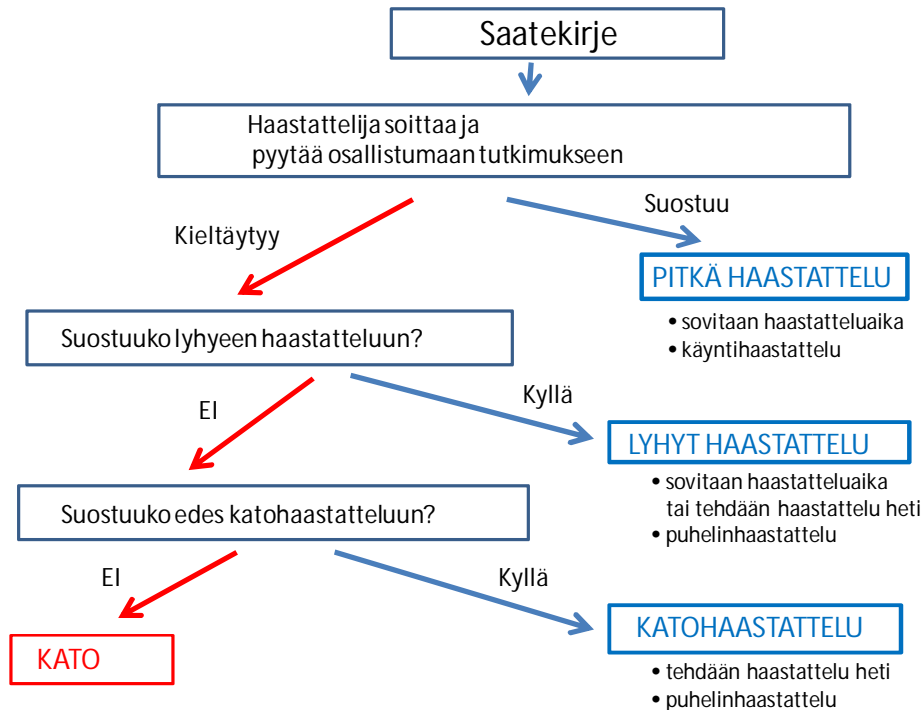 Saatekirje
Haastattelija soittaa ja
pyytää osallistumaan tutkimukseen
Suostuu
Kieltäytyy
PITKÄ HAASTATTELU
• sovitaan haastatteluaika
• käyntihaastattelu
Suostuuko lyhyeen haastatteluun?
Kyllä
EI
LYHYT HAASTATTELU
• sovitaan haastatteluaika
tai tehdään haastattelu heti
• puhelinhaastattelu
Suostuuko edes katohaastatteluun?
EI
Kyllä
KATOHAASTATTELU
• tehdään haastattelu heti
• puhelinhaastattelu
KATO